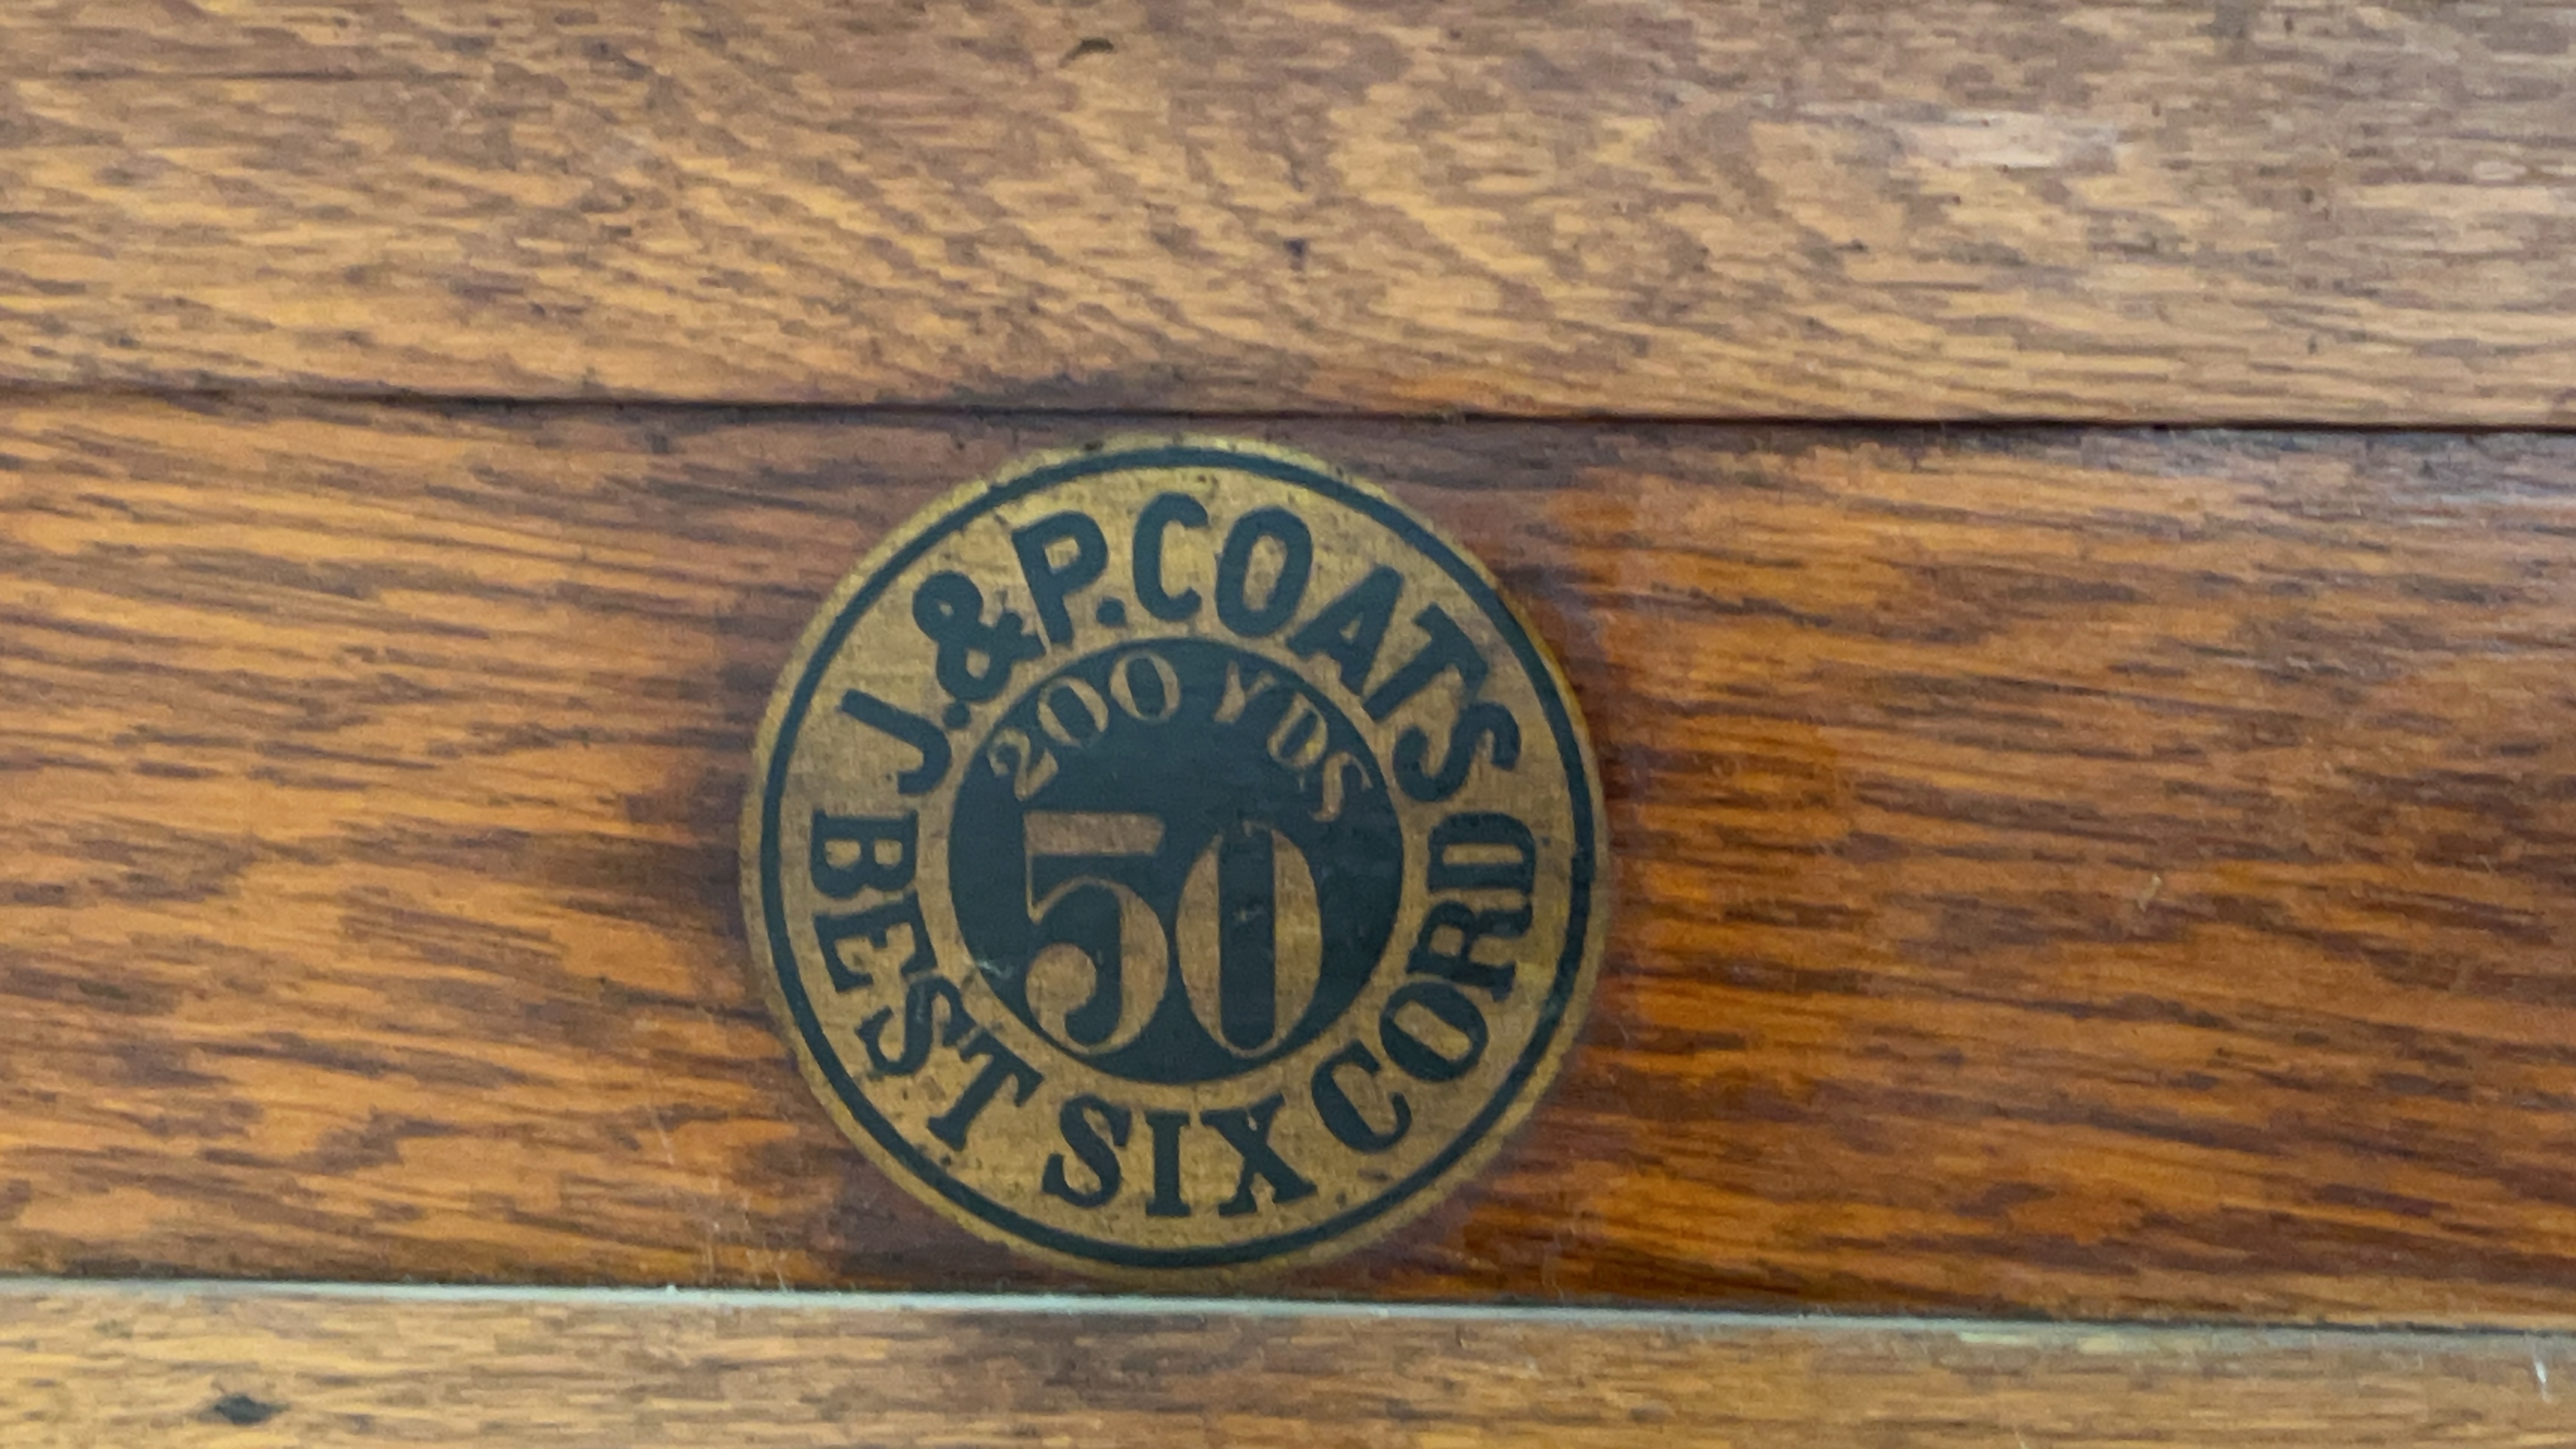 J.&P.COATS
200 YDS
50
BEST SIX CORD